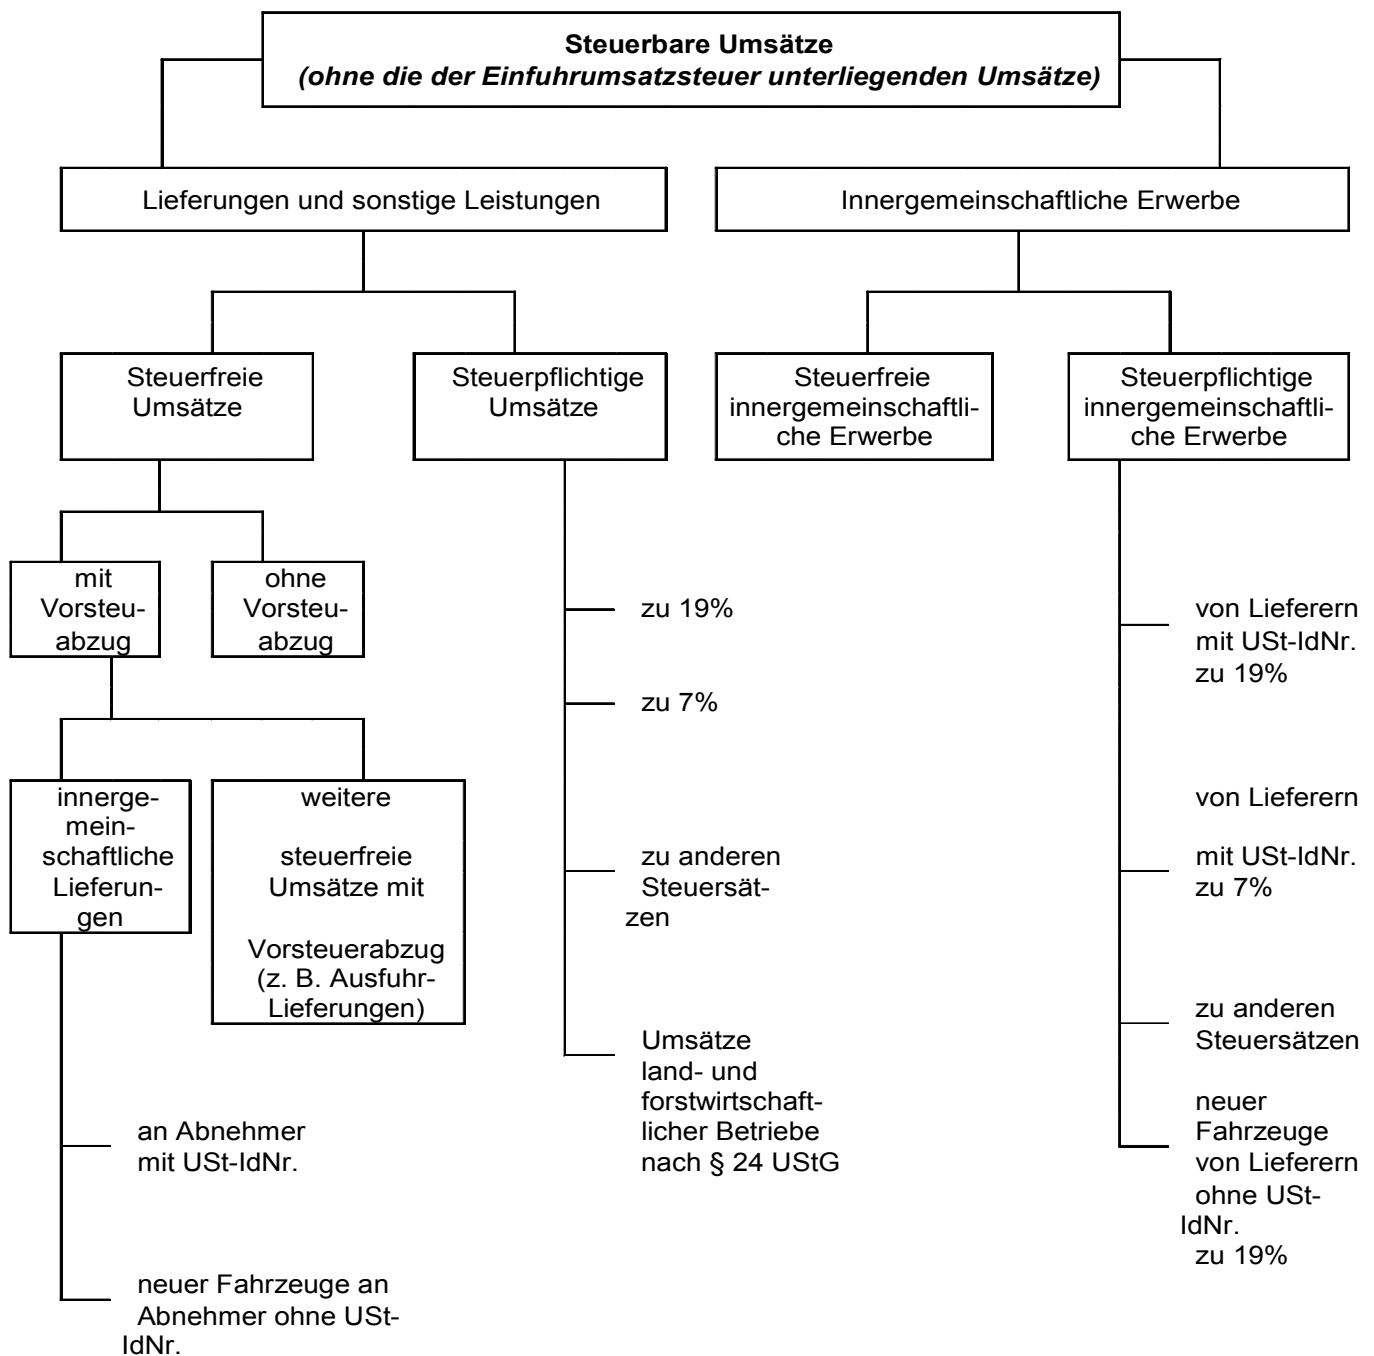 Steuerbare Umsätze
(ohne die der Einfuhrumsatzsteuer unterliegenden Umsätze)
Lieferungen und sonstige Leistungen
Innergemeinschaftliche Erwerbe
Steuerfreie
Umsätze
Steuerpflichtige
Umsätze
Steuerfreie
innergemeinschaftli-
che Erwerbe
Steuerpflichtige
innergemeinschaftli-
che Erwerbe
mit
Vorsteu-
abzug
ohne
Vorsteu-
abzug
innerge-
mein-
schaftliche
Lieferun-
gen
weitere
steuerfreie
Umsätze mit
Vorsteuerabzug
(z. B. Ausfuhr-
Lieferungen)
an Abnehmer
mit USt-IdNr.
neuer Fahrzeuge an
Abnehmer ohne USt-
IdNr.
zu 19%
zu 7%
zu anderen
Steuersät-
zen
Umsätze
land- und
forstwirtschaft-
licher Betriebe
nach § 24 UStG
von Lieferern
mit USt-IdNr.
zu 19%
von Lieferern
mit USt-IdNr.
zu 7%
zu anderen
Steuersätzen
neuer
Fahrzeuge
von Lieferern
ohne USt-
IdNr.
zu 19%